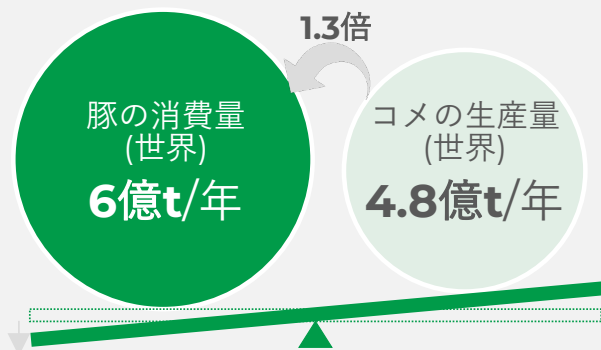 1.3倍
豚の消費量
(世界)
6億t/年
コメの生産量
(世界)
4.8億t/年